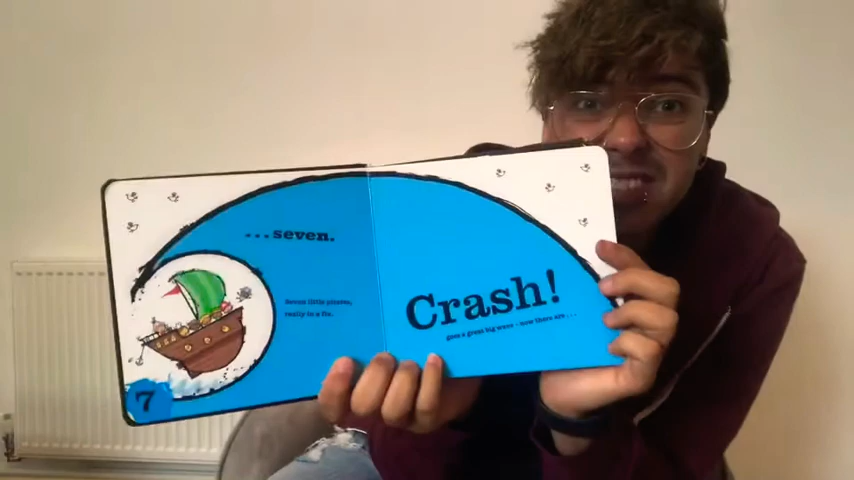 ...seven.
Seven little pirates,
really in a fix.
7
Crash!
goes a great big wave - now there are...